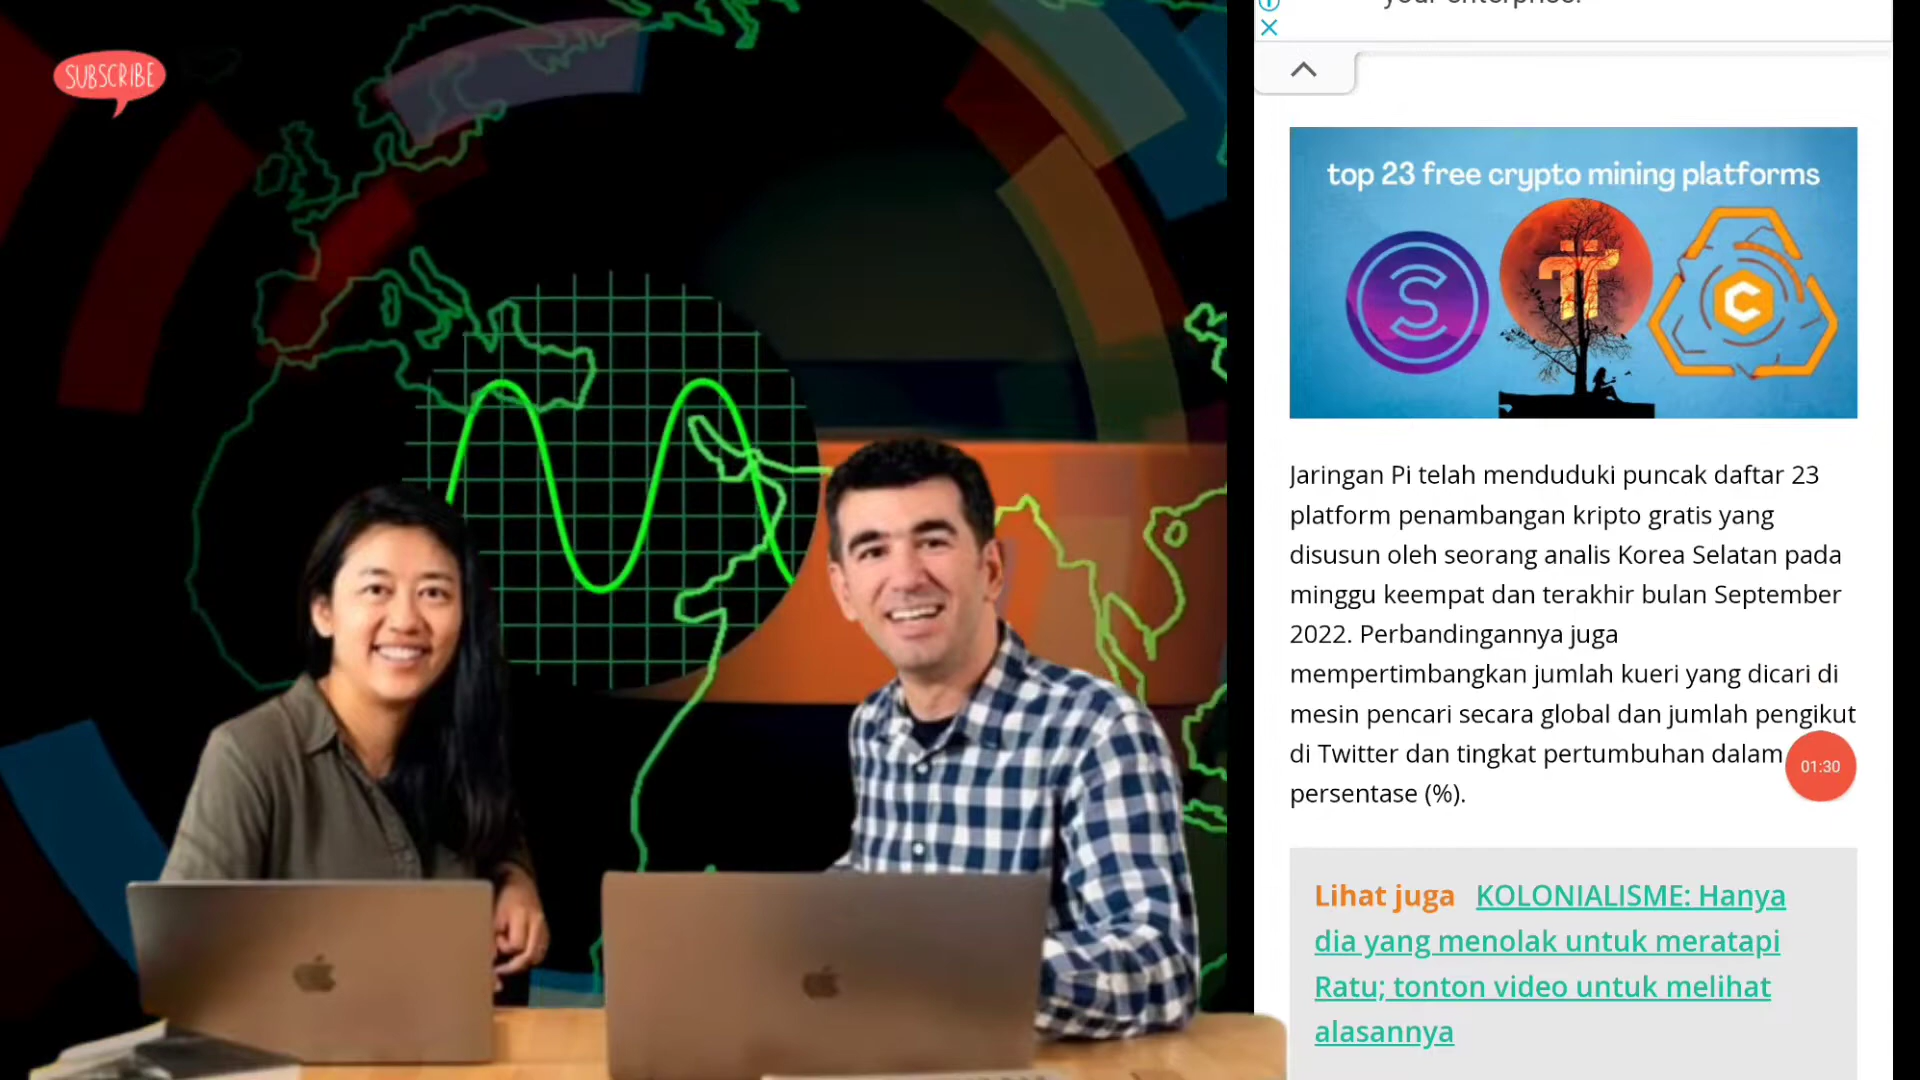 SUBSCRIBE
your enterprise.
top 23 free crypto mining platforms
S
C
Jaringan Pi telah menduduki puncak daftar 23
platform penambangan kripto gratis yang
disusun oleh seorang analis Korea Selatan pada
minggu keempat dan terakhir bulan September
2022. Perbandingannya juga
mempertimbangkan jumlah kueri yang dicari di
mesin pencari secara global dan jumlah pengikut
di Twitter dan tingkat pertumbuhan dalam
persentase (%).
01:30
Lihat juga KOLONIALISME: Hanya
dia yang menolak untuk meratapi
Ratu; tonton video untuk melihat
alasannya